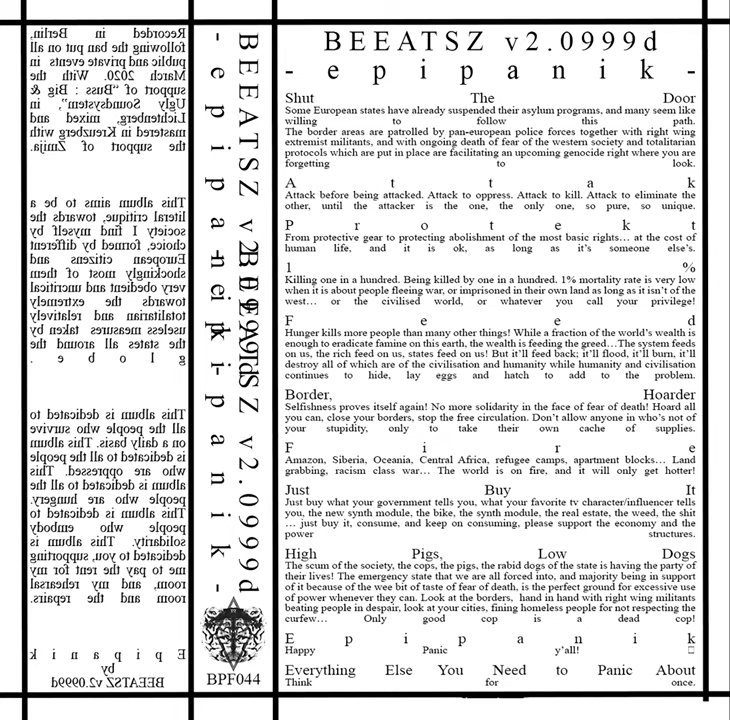 Recorded in Berlin,
following the ban put on all
public and private events in
March 2020. With the
support of “Buss : Big &
Ugly Soundsystem”, in
Lichtenberg, mixed and
mastered in Kreuzberg with
the support of Zmija.
This album aims to be a
literal critique, towards the
society I find myself by
choice, formed by different
European citizens and
shockingly most of them
very obedient and uncritical
towards the extremely
totalitarian and relatively
useless measures taken by
the states all around the
g l o b e .
This album is dedicated to
all the people who survive
on a daily basis. This album
is dedicated to all the people
who are oppressed. This
album is dedicated to all the
people who are hungery.
This album is dedicated to
people who embody
solidarity. This album is
dedicated to you, supporting
me to pay the rent for my
room, and my rehearsal
room and the repairs.
E p i p a n i k
by
BEEATSZ v2.0999d
BEEATSZ v2.0999d
- e p i p a n i k -
BEEATSZ v2.0999d
- e p i p a n i k -
BPF044
BEEATSZ v2.0999d
- e p i p a n i k -
Shut The Door
Some European states have already suspended their asylum programs, and many seem like
willing to follow this path.
The border areas are patrolled by pan-european police forces together with right wing
extremist militants, and with ongoing death of fear of the western society and totalitarian
protocols which are put in place are facilitating an upcoming genocide right where you are
forgetting to look.
A t t a k
Attack before being attacked. Attack to oppress. Attack to kill. Attack to eliminate the
other, until the attacker is the one, the only one, so pure, so unique.
P r o t e k t
From protective gear to protecting abolishment of the most basic rights… at the cost of
human life, and it is ok, as long as it’s someone else’s.
1 %
Killing one in a hundred. Being killed by one in a hundred. 1% mortality rate is very low
when it is about people fleeing war, or imprisoned in their own land as long as it isn’t of the
west… or the civilised world, or whatever you call your privilege!
F e e d
Hunger kills more people than many other things! While a fraction of the world’s wealth is
enough to eradicate famine on this earth, the wealth is feeding the greed…The system feeds
on us, the rich feed on us, states feed on us! But it’ll feed back; it’ll flood, it’ll burn, it’ll
destroy all of which are of the civilisation and humanity while humanity and civilisation
continues to hide, lay eggs and hatch to add to the problem.
Border, Hoarder
Selfishness proves itself again! No more solidarity in the face of fear of death! Hoard all
you can, close your borders, stop the free circulation. Don’t allow anyone in who’s not of
your stupidity, only to take their own cache of supplies.
F i r e
Amazon, Siberia, Oceania, Central Africa, refugee camps, apartment blocks… Land
grabbing, racism class war… The world is on fire, and it will only get hotter!
Just Buy It
Just buy what your government tells you, what your favorite tv character/influencer tells
you, the new synth module, the bike, the synth module, the real estate, the weed, the shit
… just buy it, consume, and keep on consuming, please support the economy and the
power structures.
High Pigs, Low Dogs
The scum of the society, the cops, the pigs, the rabid dogs of the state is having the party of
their lives! The emergency state that we are all forced into, and majority being in support
of it because of the wee bit of taste of fear of death, is the perfect ground for excessive use
of power whenever they can. Look at the borders, hand in hand with right wing militants
beating people in despair, look at your cities, fining homeless people for not respecting the
curfew… Only good cop is a dead cop!
E p i p a n i k
Happy Panic y’all! □
Everything Else You Need to Panic About
Think for once.